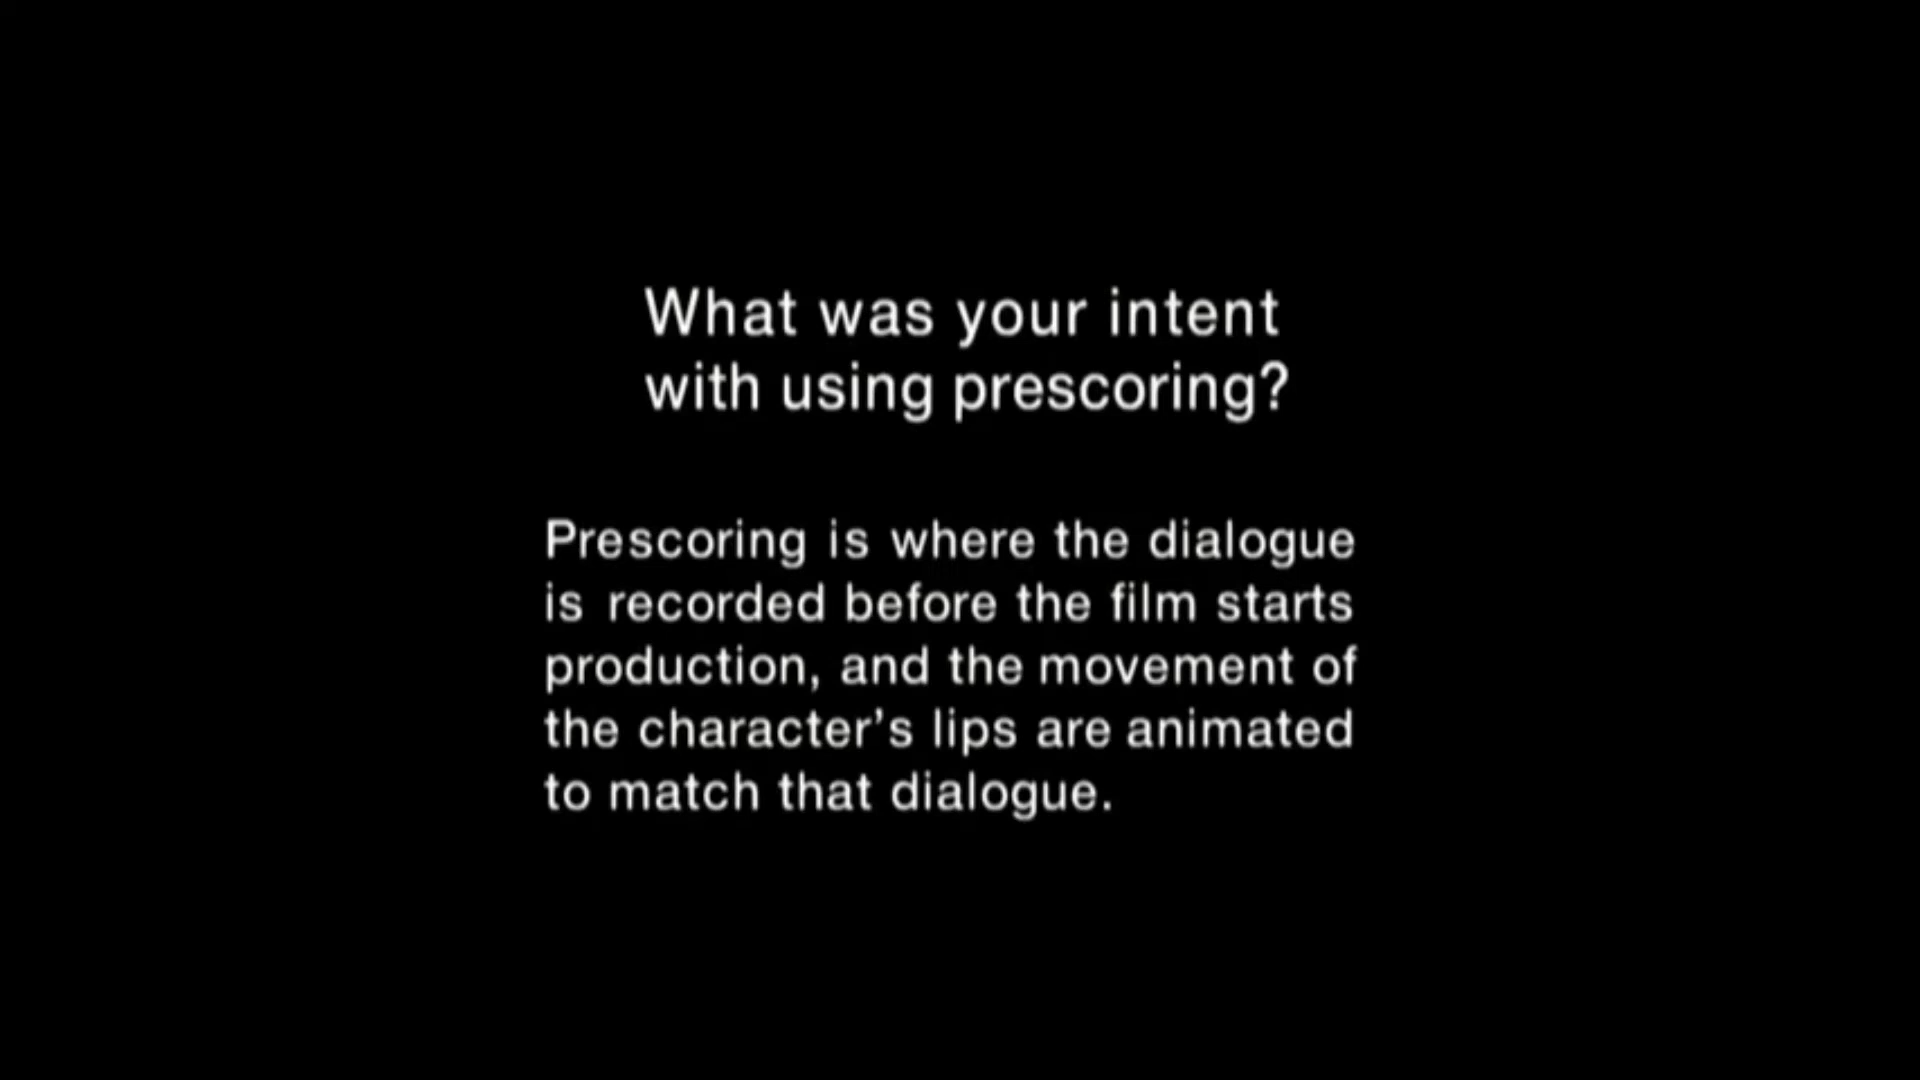 What was your intent
with using prescoring?
Prescoring is where the dialogue
is recorded before the film starts
production, and the movement of
the character’s lips are animated
to match that dialogue.